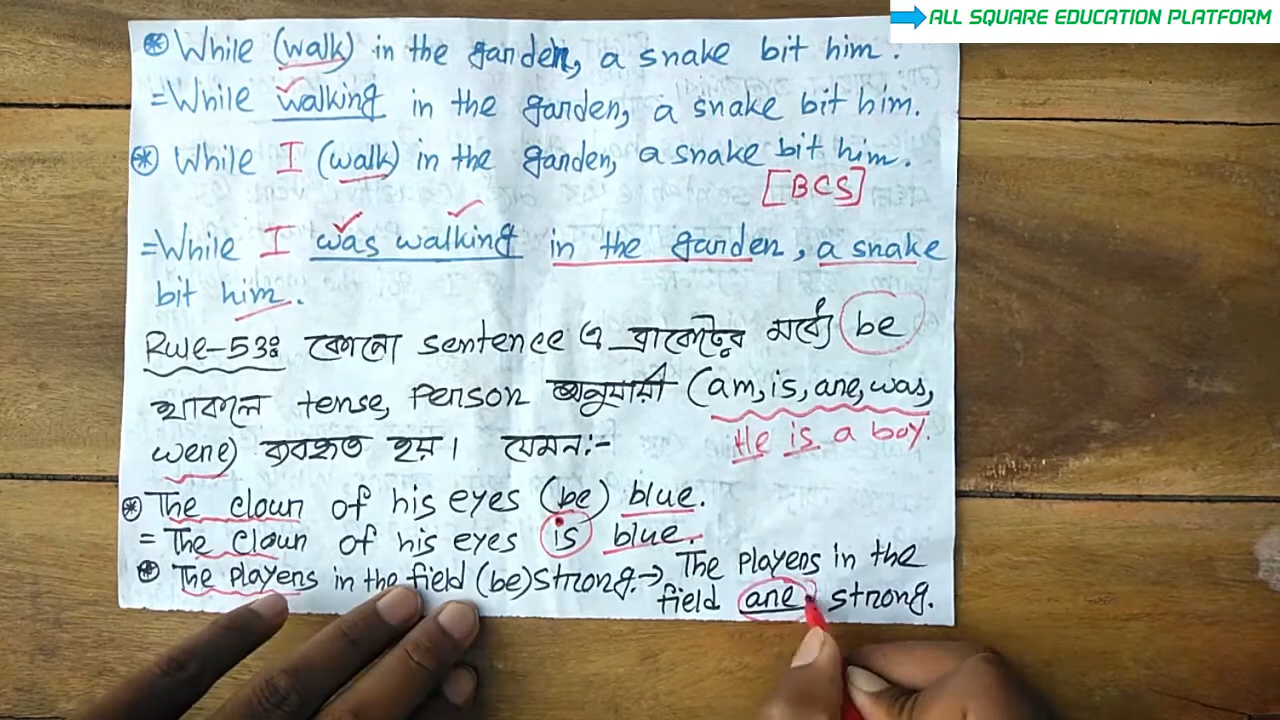 ALL SQUARE EDUCATION PLATFORM
While (walk) in the garden, a snake bit him.
= While walking in the garden, a snake bit him.
While I (walk) in the garden, a snake bit him.
[BCS]
= While I was walking in the garden, a snake
bit him.
Rule-53: কোনো sentence এ ব্রাকেটের মধ্যে be
থাকলে tense, Person অনুযায়ী (am, is, are, was,
were) ব্যবহৃত হয়। যেমন:-
He is a boy.
The clour of his eyes (be) blue.
= The clour of his eyes is blue.
The players in the field (be) strong. → The players in the
field are strong.